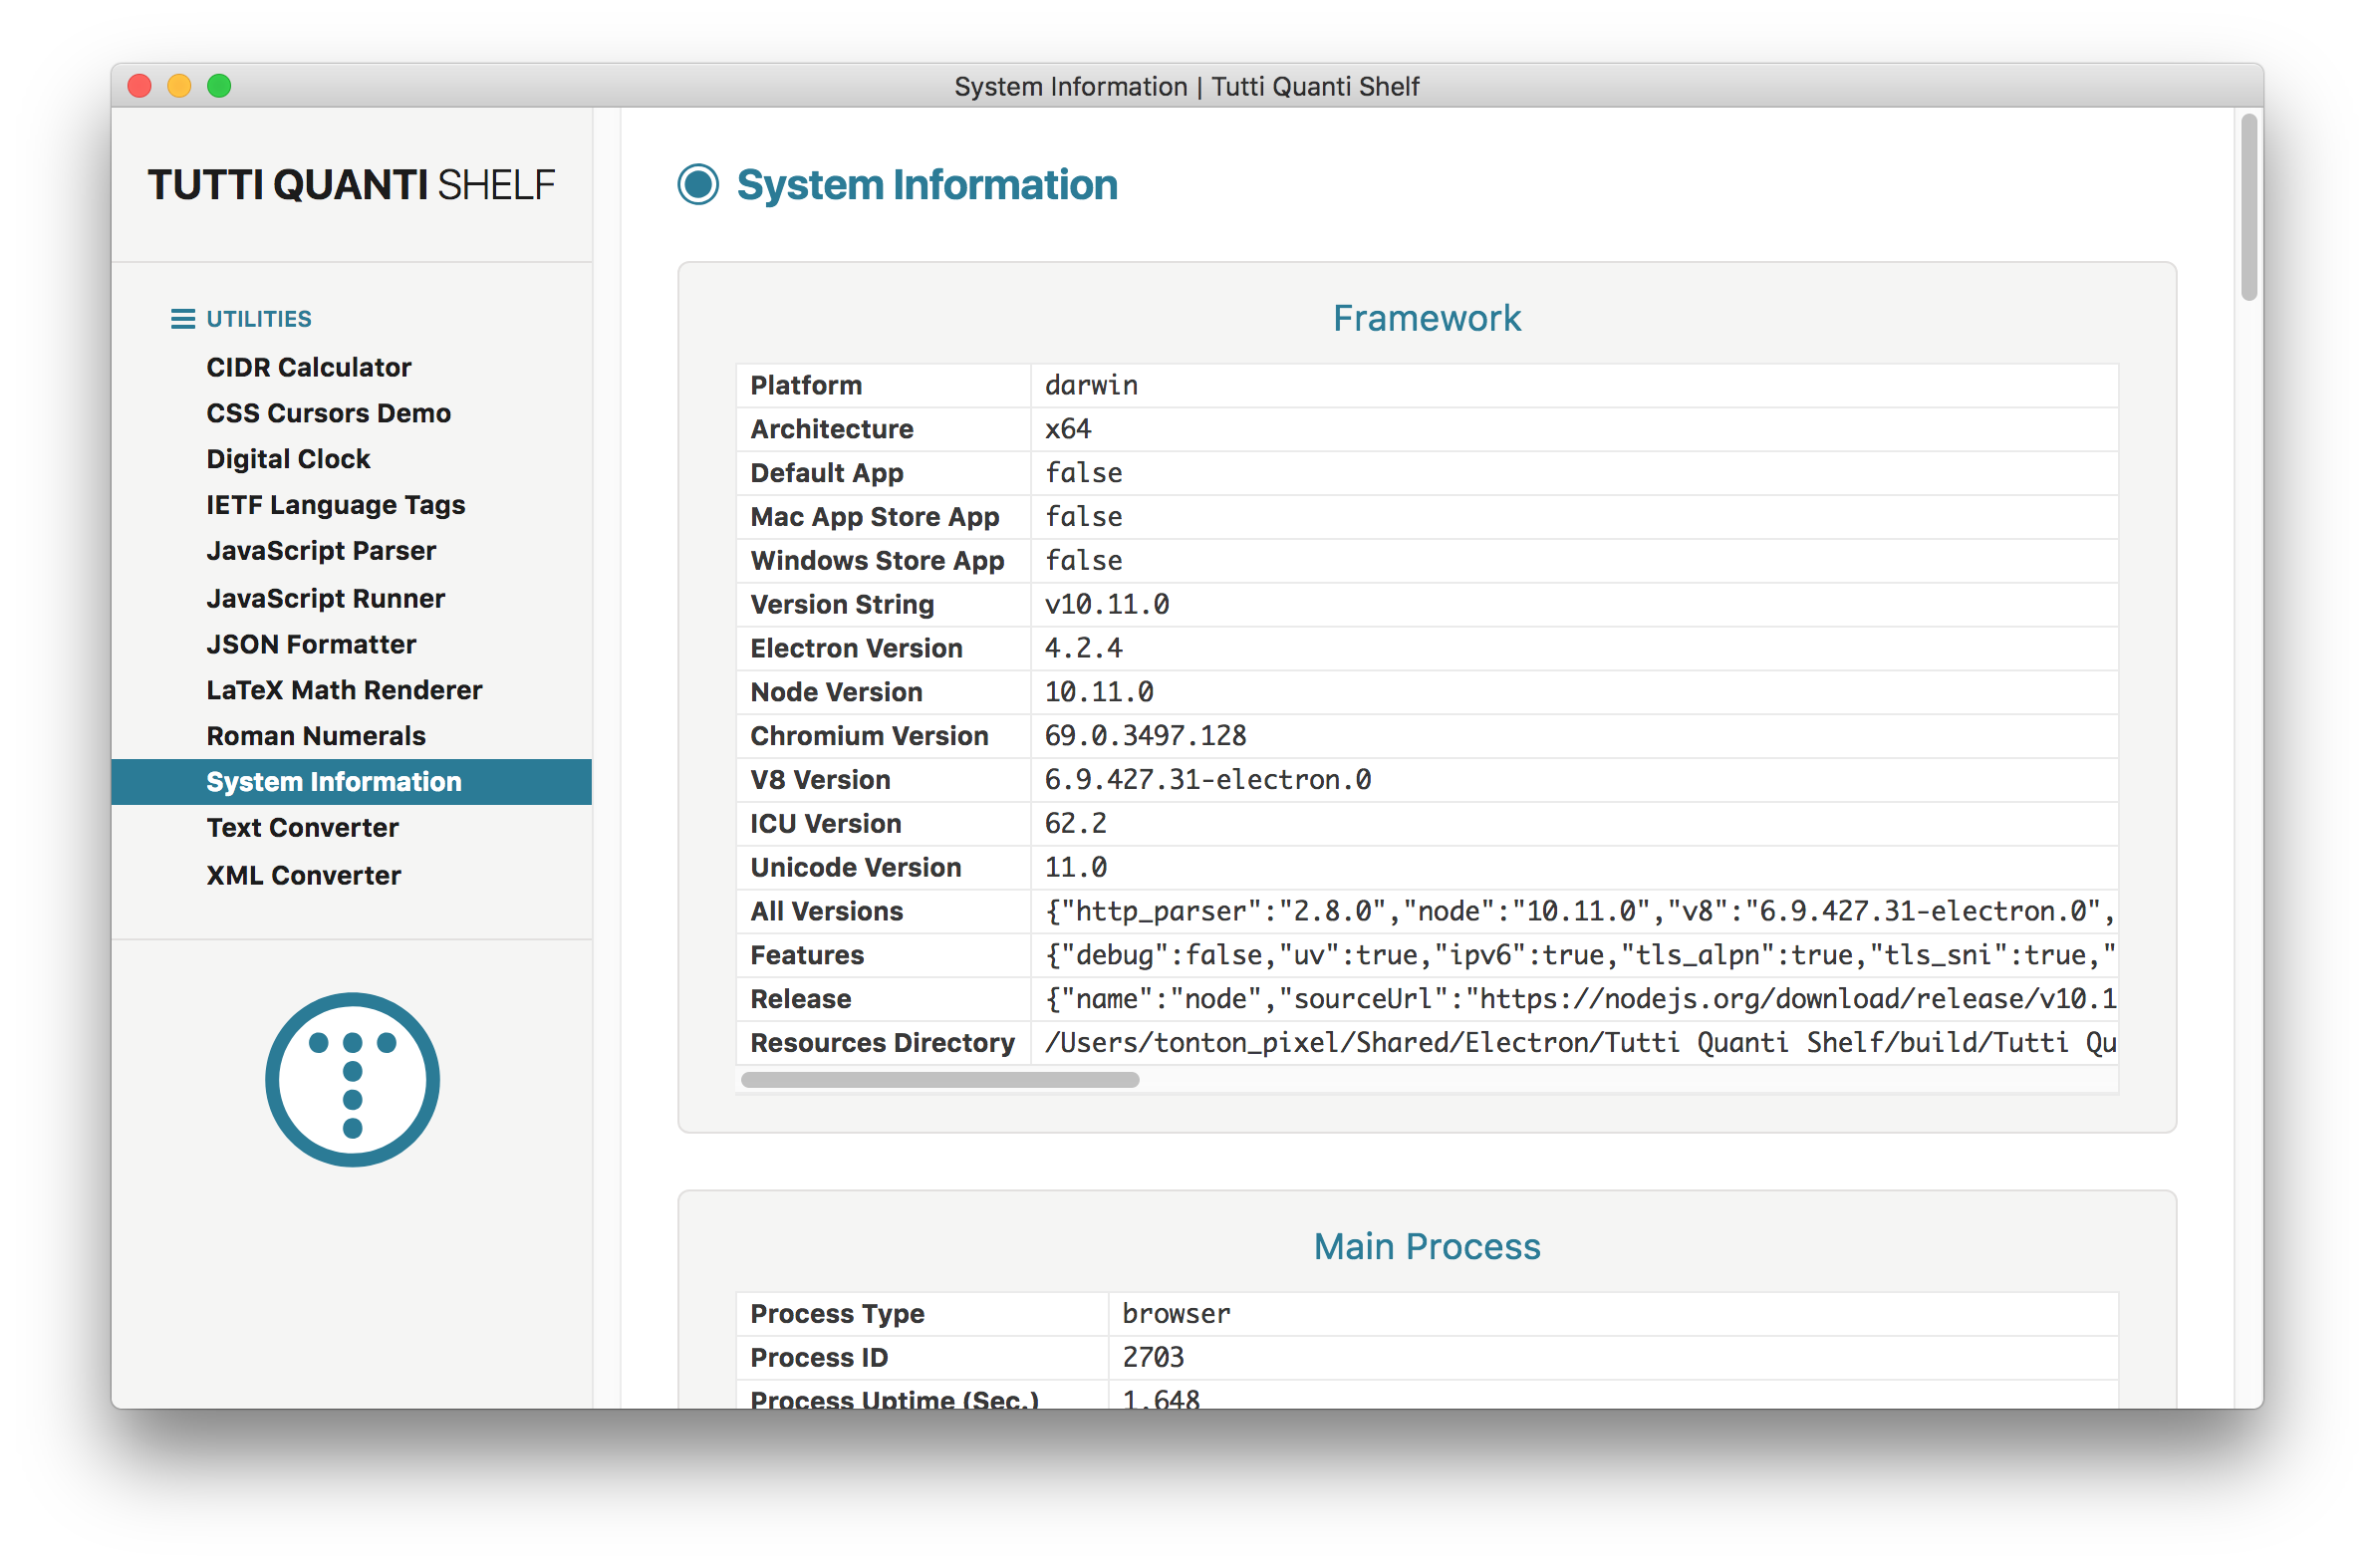 System Information | Tutti Quanti Shelf
TUTTI QUANTI SHELF
UTILITIES
CIDR Calculator
CSS Cursors Demo
Digital Clock
IETF Language Tags
JavaScript Parser
JavaScript Runner
JSON Formatter
LaTeX Math Renderer
Roman Numerals
System Information
Text Converter
XML Converter
System Information
Framework
Platform darwin
Architecture x64
Default App false
Mac App Store App false
Windows Store App false
Version String v10.11.0
Electron Version 4.2.4
Node Version 10.11.0
Chromium Version 69.0.3497.128
V8 Version 6.9.427.31-electron.0
ICU Version 62.2
Unicode Version 11.0
All Versions {"http_parser":"2.8.0","node":"10.11.0","v8":"6.9.427.31-electron.0",
Features {"debug":false,"uv":true,"ipv6":true,"tls_alpn":true,"tls_sni":true,"
Release {"name":"node","sourceUrl":"https://nodejs.org/download/release/v10.1
Resources Directory /Users/tonton_pixel/Shared/Electron/Tutti Quanti Shelf/build/Tutti Qu
Main Process
Process Type browser
Process ID 2703
Process Uptime (Sec.) 1.648